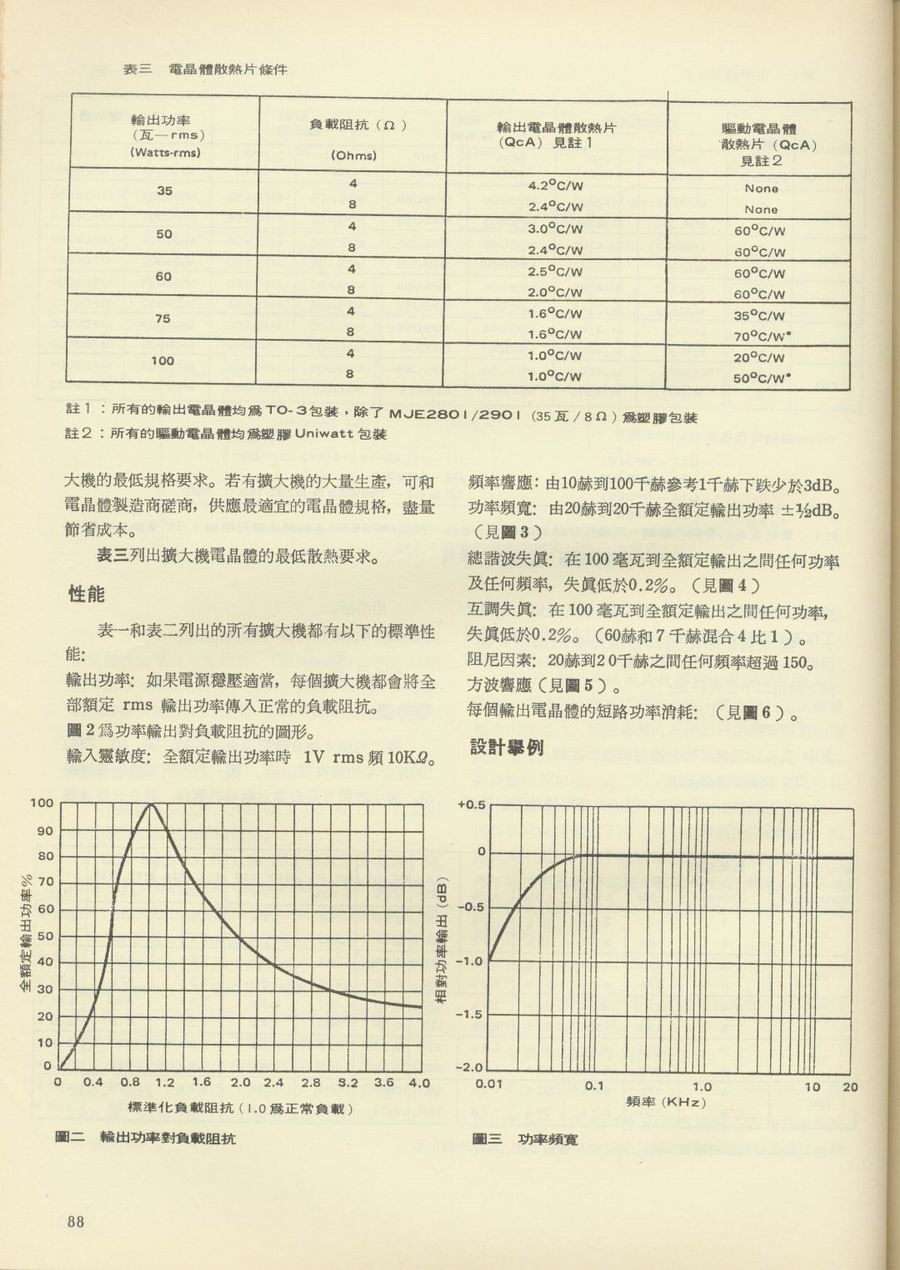 表三 電晶體散熱片條件
輸出功率
(瓦—rms)
(Watts-rms)
負載阻抗(Ω)
(Ohms)
輸出電晶體散熱片
(QcA) 見註1
驅動電晶體
散熱片 (QcA)
見註2
35
4 4.2°C/W None
8 2.4°C/W None
50
4 3.0°C/W 60°C/W
8 2.4°C/W 60°C/W
60
4 2.5°C/W 60°C/W
8 2.0°C/W 60°C/W
75
4 1.6°C/W 35°C/W
8 1.6°C/W 70°C/W*
100
4 1.0°C/W 20°C/W
8 1.0°C/W 50°C/W*
註1:所有的輸出電晶體均爲TO-3包裝,除了 MJE2801/2901 (35瓦/8Ω)爲塑膠包裝
註2:所有的驅動電晶體均爲塑膠Uniwatt包裝
大機的最低規格要求。若有擴大機的大量生產,可和
電晶體製造商磋商,供應最適宜的電晶體規格,盡量
節省成本。
表三列出擴大機電晶體的最低散熱要求。
性能
表一和表二列出的所有擴大機都有以下的標準性
能:
輸出功率:如果電源穩壓適當,每個擴大機都會將全
部額定 rms 輸出功率傳入正常的負載阻抗。
圖2爲功率輸出對負載阻抗的圖形。
輸入靈敏度:全額定輸出功率時 1V rms 頻10KΩ。
頻率響應:由10赫到100千赫參考1千赫下跌少於3dB。
功率頻寬:由20赫到20千赫全額定輸出功率 ±½dB。
(見圖3)
總諧波失眞:在100毫瓦到全額定輸出之間任何功率
及任何頻率,失眞低於0.2%。(見圖4)
互調失眞:在100毫瓦到全額定輸出之間任何功率,
失眞低於0.2%。(60赫和7千赫混合4比1)。
阻尼因素:20赫到20千赫之間任何頻率超過150。
方波響應(見圖5)。
每個輸出電晶體的短路功率消耗:(見圖6)。
設計擧例
全額定輸出功率%
100
90
80
70
60
50
40
30
20
10
0
0 0.4 0.8 1.2 1.6 2.0 2.4 2.8 3.2 3.6 4.0
標準化負載阻抗(1.0爲正常負載)
圖二 輸出功率對負載阻抗
相對功率輸出(dB)
+0.5
0
-0.5
-1.0
-1.5
-2.0
0.01 0.1 1.0 10 20
頻率(KHz)
圖三 功率頻寬
88